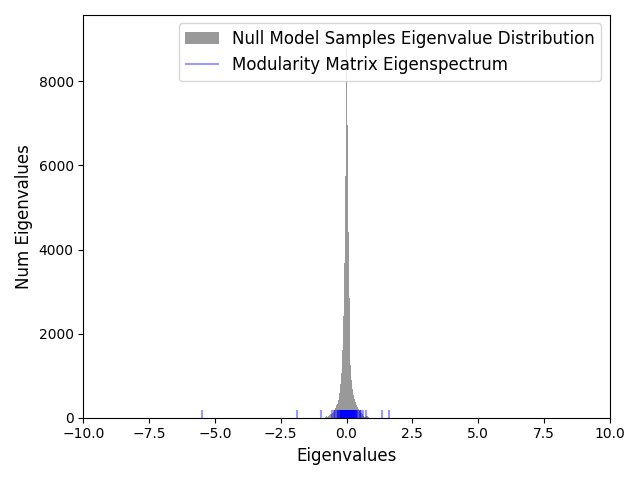 Null Model Samples Eigenvalue Distribution
Modularity Matrix Eigenspectrum
8000
6000
4000
2000
0
Num Eigenvalues
−10.0 −7.5 −5.0 −2.5 0.0 2.5 5.0 7.5 10.0
Eigenvalues